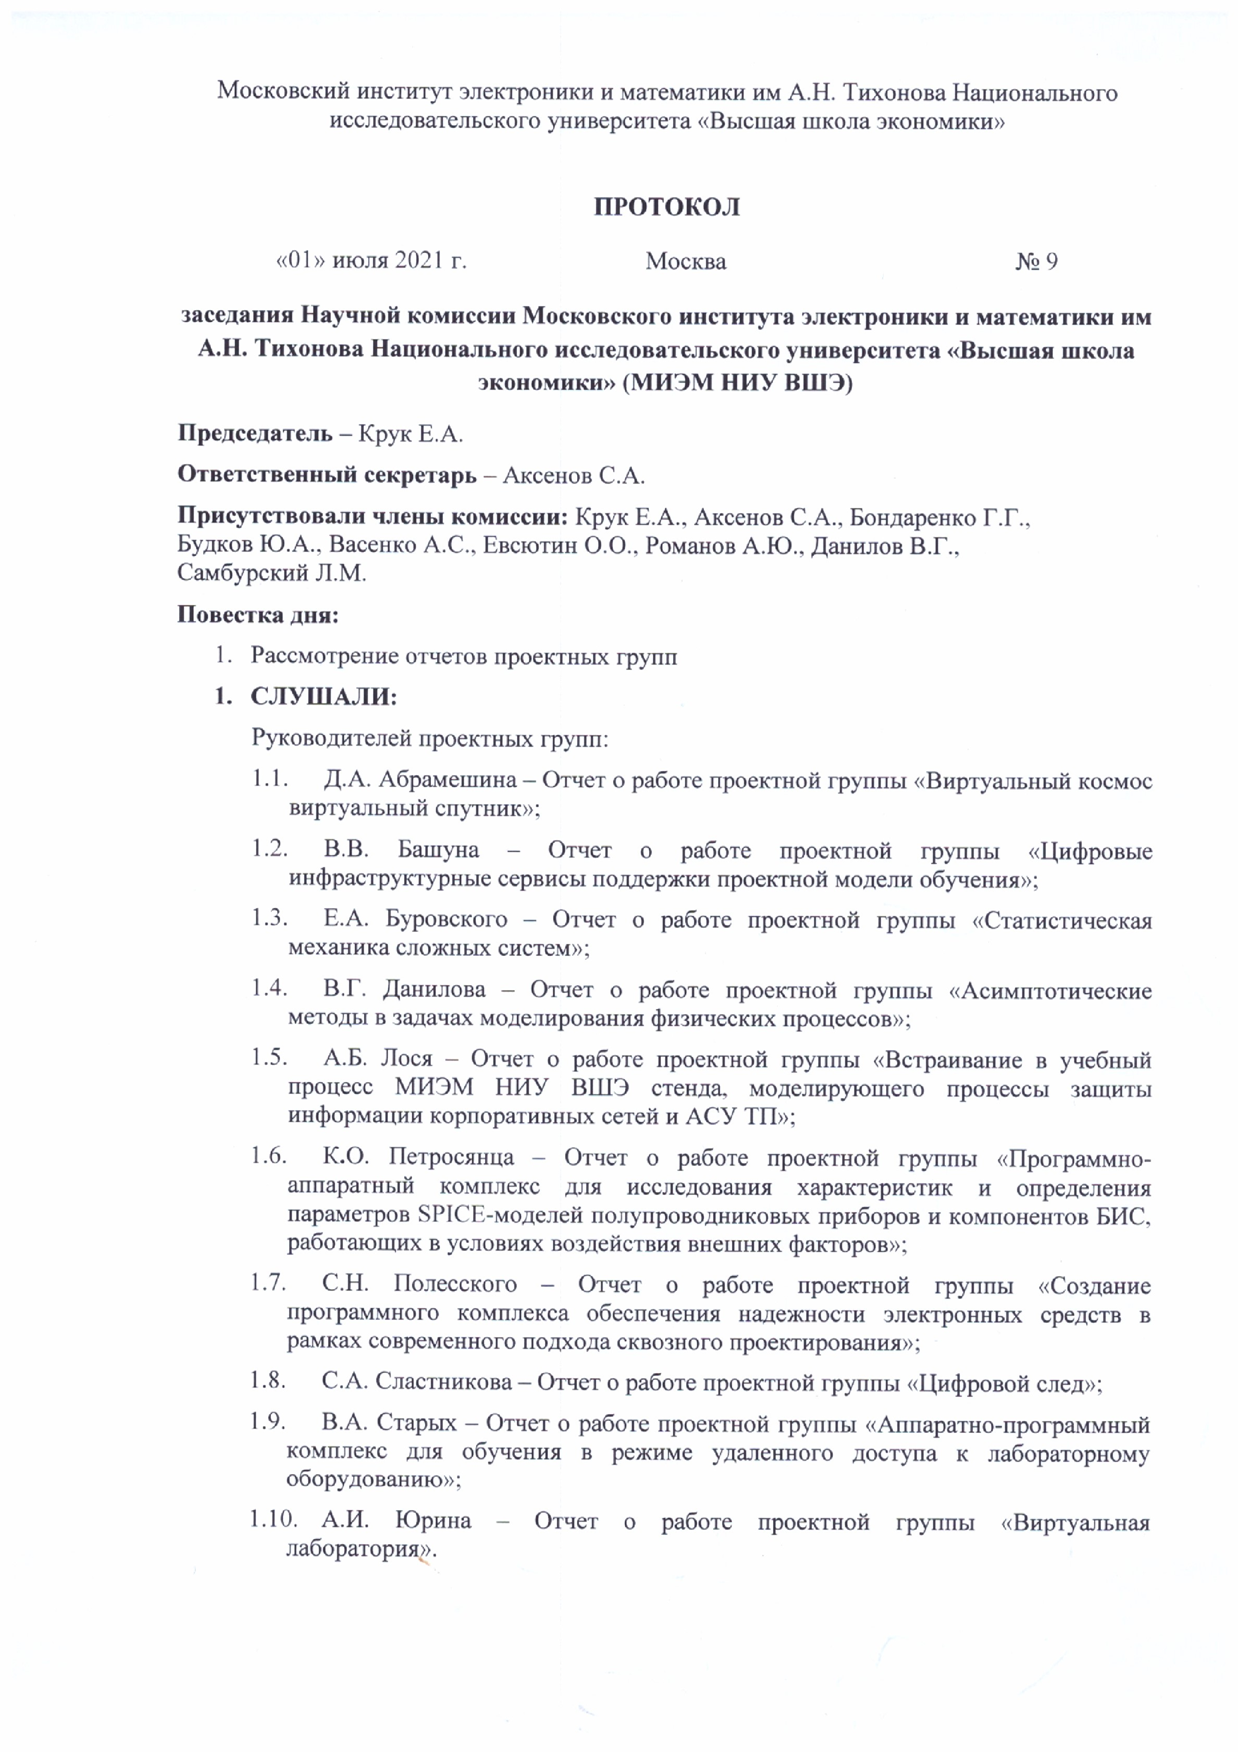 Московский институт электроники и математики им А.Н. Тихонова Национального
исследовательского университета «Высшая школа экономики»
ПРОТОКОЛ
«01» июля 2021 г. Москва № 9
заседания Научной комиссии Московского института электроники и математики им
А.Н. Тихонова Национального исследовательского университета «Высшая школа
экономики» (МИЭМ НИУ ВШЭ)
Председатель – Крук Е.А.
Ответственный секретарь – Аксенов С.А.
Присутствовали члены комиссии: Крук Е.А., Аксенов С.А., Бондаренко Г.Г.,
Будков Ю.А., Васенко А.С., Евсютин О.О., Романов А.Ю., Данилов В.Г.,
Самбурский Л.М.
Повестка дня:
1. Рассмотрение отчетов проектных групп
1. СЛУШАЛИ:
Руководителей проектных групп:
1.1. Д.А. Абрамешина – Отчет о работе проектной группы «Виртуальный космос
виртуальный спутник»;
1.2. В.В. Башуна – Отчет о работе проектной группы «Цифровые
инфраструктурные сервисы поддержки проектной модели обучения»;
1.3. Е.А. Буровского – Отчет о работе проектной группы «Статистическая
механика сложных систем»;
1.4. В.Г. Данилова – Отчет о работе проектной группы «Асимптотические
методы в задачах моделирования физических процессов»;
1.5. А.Б. Лося – Отчет о работе проектной группы «Встраивание в учебный
процесс МИЭМ НИУ ВШЭ стенда, моделирующего процессы защиты
информации корпоративных сетей и АСУ ТП»;
1.6. К.О. Петросянца – Отчет о работе проектной группы «Программно-
аппаратный комплекс для исследования характеристик и определения
параметров SPICE-моделей полупроводниковых приборов и компонентов БИС,
работающих в условиях воздействия внешних факторов»;
1.7. С.Н. Полесского – Отчет о работе проектной группы «Создание
программного комплекса обеспечения надежности электронных средств в
рамках современного подхода сквозного проектирования»;
1.8. С.А. Сластникова – Отчет о работе проектной группы «Цифровой след»;
1.9. В.А. Старых – Отчет о работе проектной группы «Аппаратно-программный
комплекс для обучения в режиме удаленного доступа к лабораторному
оборудованию»;
1.10. А.И. Юрина – Отчет о работе проектной группы «Виртуальная
лаборатория».